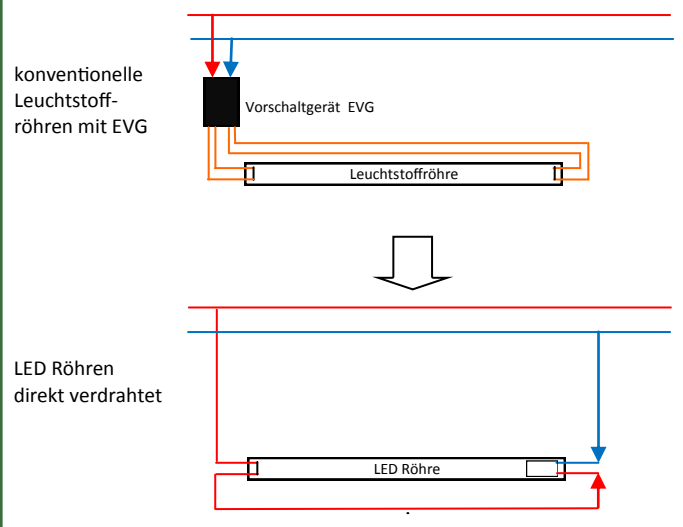 konventionelle
Leuchtstoff-
röhren mit EVG
Vorschaltgerät EVG
Leuchtstoffröhre
LED Röhren
direkt verdrahtet
LED Röhre